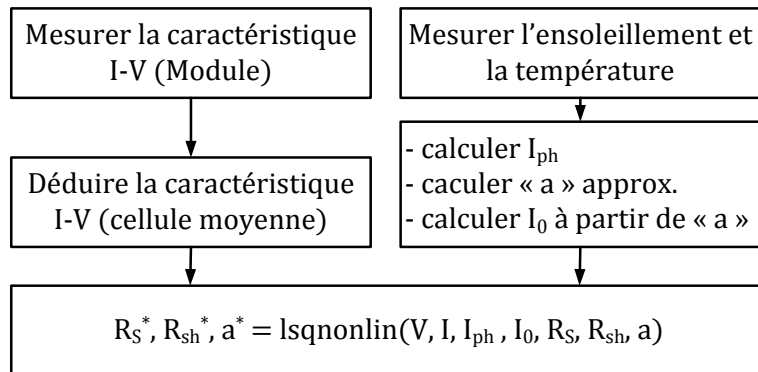 Mesurer la caractéristique
I-V (Module)
Mesurer l'ensoleillement et
la température
Déduire la caractéristique
I-V (cellule moyenne)
- calculer Iph
- caculer « a » approx.
- calculer I0 à partir de « a »
RS*, Rsh*, a* = lsqnonlin(V, I, Iph , I0, RS, Rsh, a)